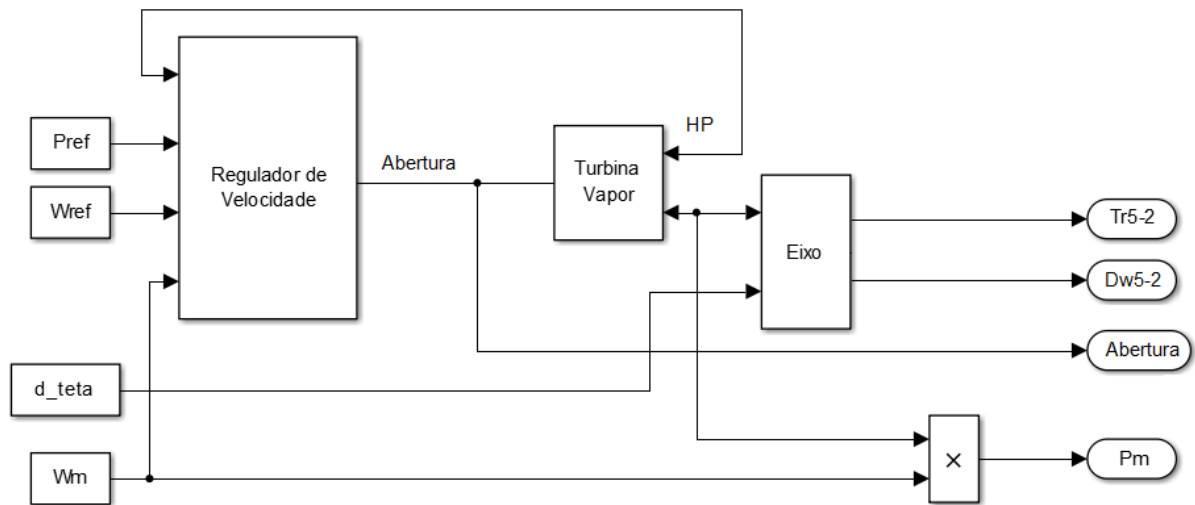 HP
Pref
Regulador de
Velocidade
Abertura
Turbina
Vapor
Wref
Eixo
Tr5-2
Dw5-2
Abertura
d_teta
Wm
×
Pm